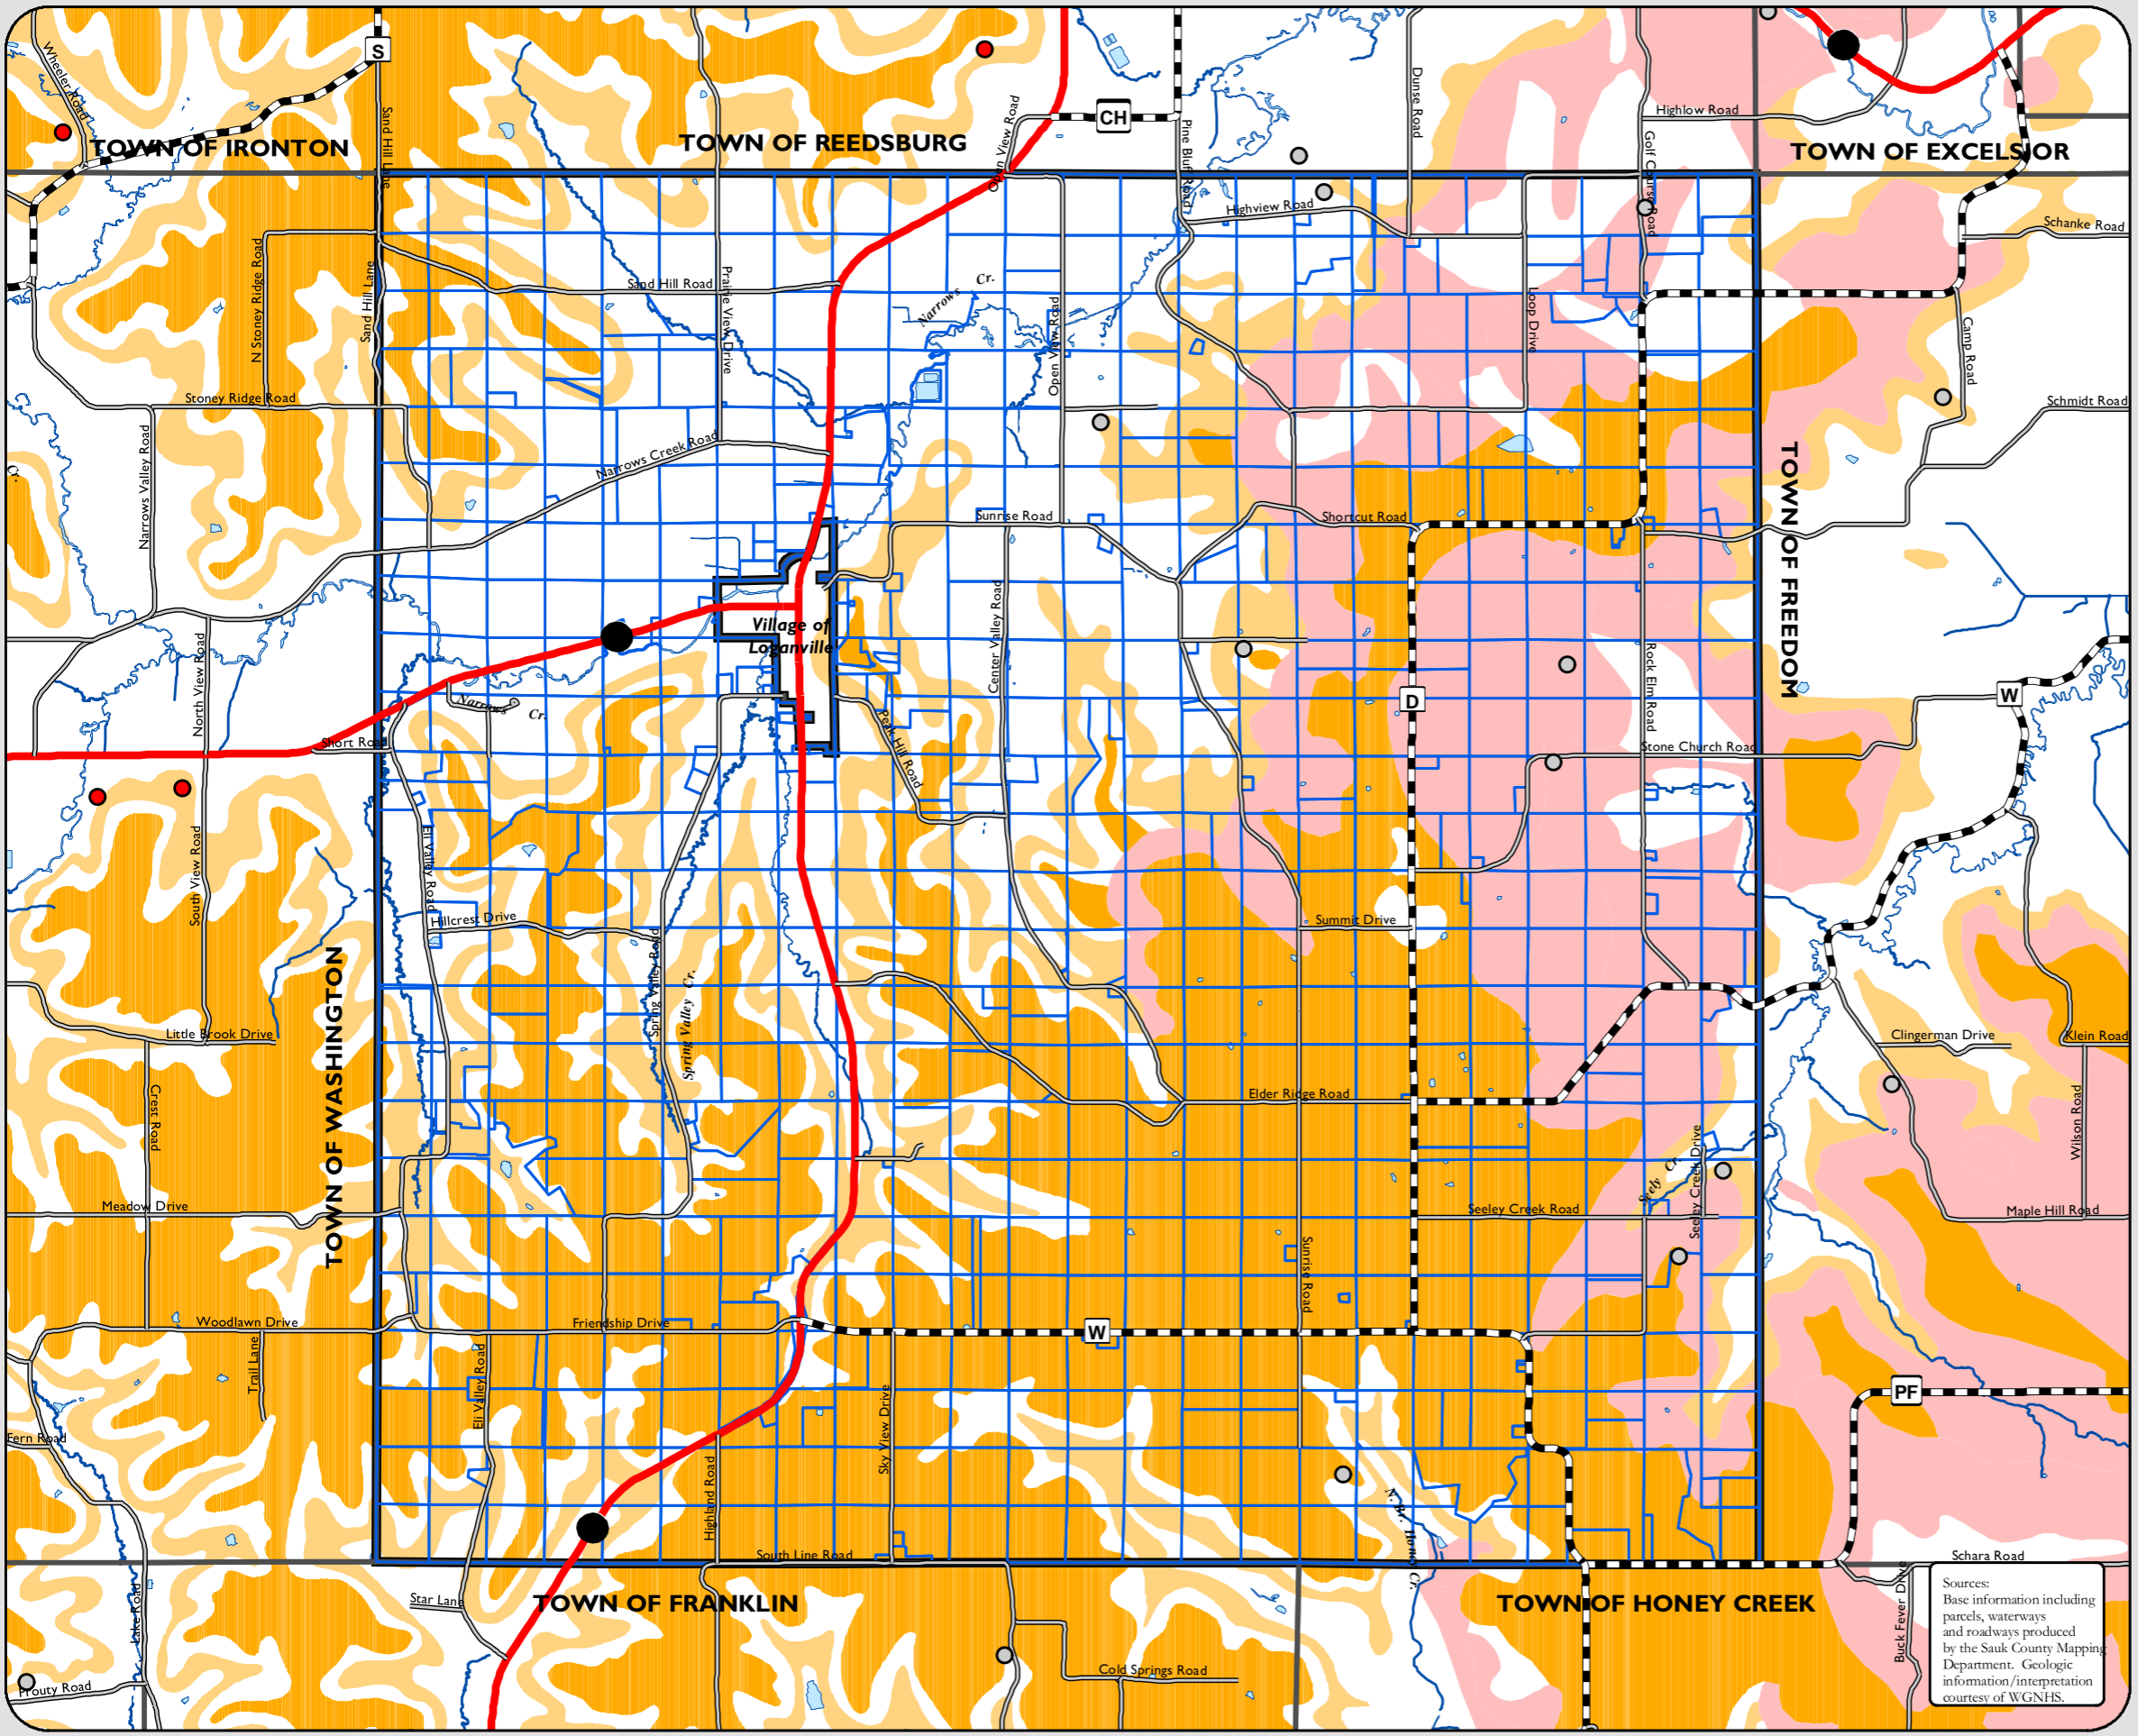 S
Wheeler Road
Sand Hill Lane
TOWN OF IRONTON
TOWN OF REEDSBURG
Open View Road
CH
Pine Bluff Road
Dunse Road
Highlow Road
Golf Course Road
TOWN OF EXCELSIOR
Highview Road
Schanke Road
N Stoney Ridge Road
Sand Hill Lane
Sand Hill Road
Prairie View Drive
Narrows Cr.
Open View Road
Loop Drive
Camp Road
Stoney Ridge Road
Schmidt Road
Narrows Valley Road
Cr.
Narrows Creek Road
TOWN OF FREEDOM
Sunrise Road
Shortcut Road
Village of
Loganville
Center Valley Road
North View Road
Rock Elm Road
D
W
Narrows Cr.
Short Road
Peak Hill Road
Stone Church Road
South View Road
Eli Valley Road
Hillcrest Drive
Summit Drive
Spring Valley Road
Spring Valley Cr.
TOWN OF WASHINGTON
Little Brook Drive
Clingerman Drive
Klein Road
Crest Road
Elder Ridge Road
Wilson Road
Seely Cr.
Seeley Creek Drive
Meadow Drive
Seeley Creek Road
Maple Hill Road
Sunrise Road
Woodlawn Drive
Friendship Drive
W
Trail Lane
Eli Valley Road
Sky View Drive
PF
Fern Road
Highland Road
N. Br. Honey Cr.
South Line Road
Schara Road
Lake Road
Star Lane
TOWN OF FRANKLIN
TOWN OF HONEY CREEK
Buck Fever Drive
Cold Springs Road
Prouty Road
Sources:
Base information including
parcels, waterways
and roadways produced
by the Sauk County Mapping
Department. Geologic
information/interpretation
courtesy of WGNHS.